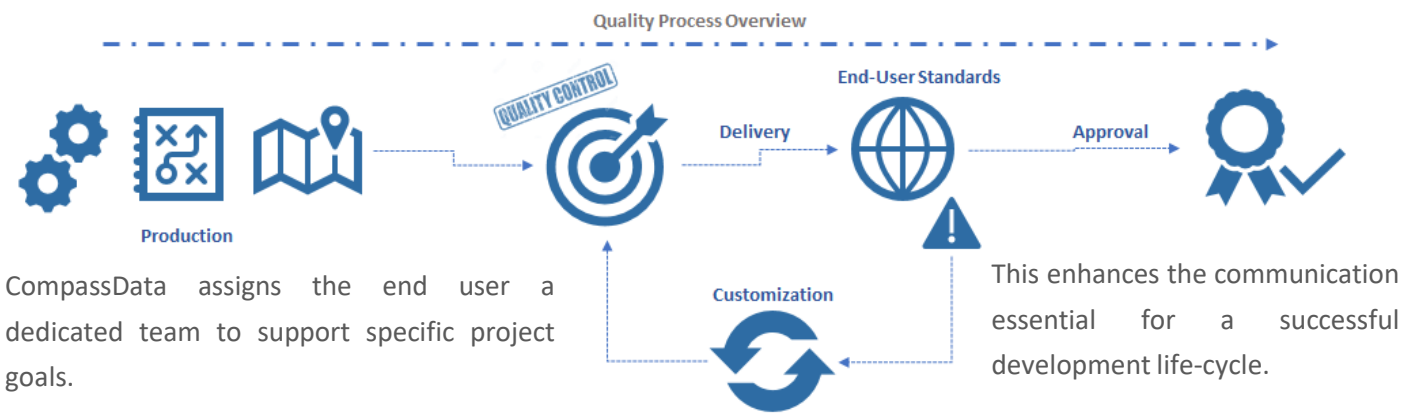 Quality Process Overview
QUALITY CONTROL
End-User Standards
Delivery
Approval
Production
CompassData assigns the end user a
dedicated team to support specific project
goals.
Customization
This enhances the communication
essential for a successful
development life-cycle.